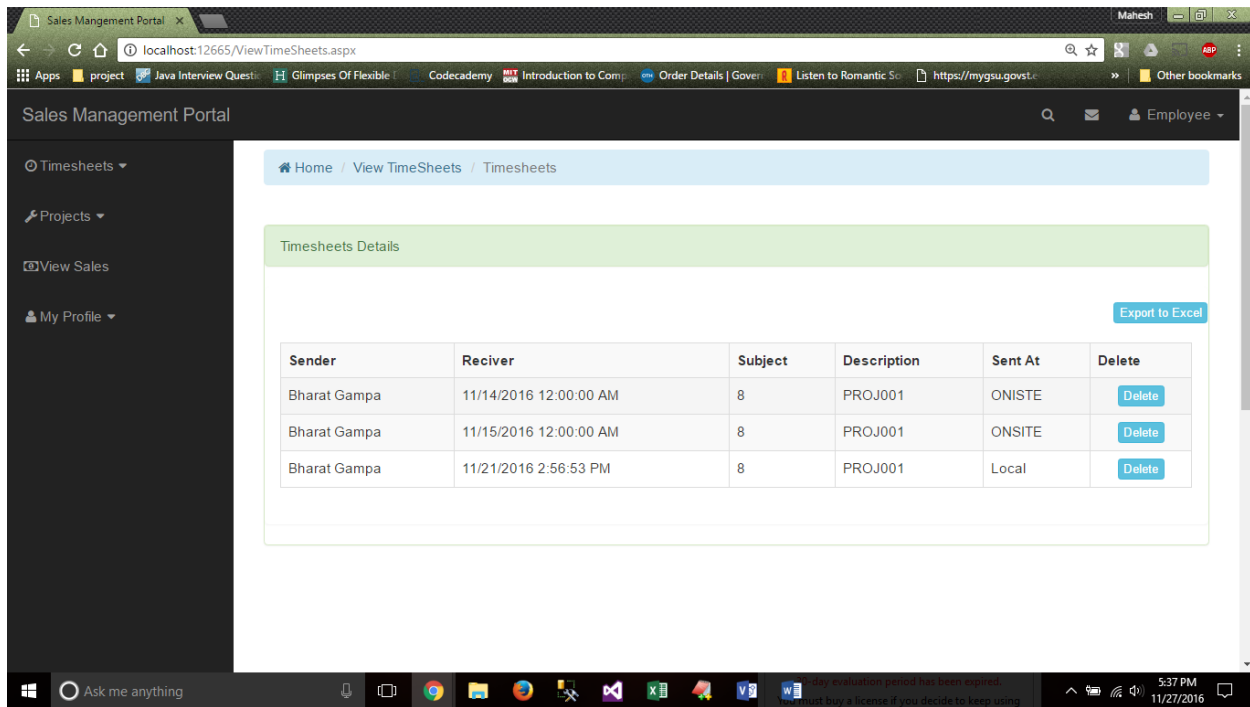 Sales Mangement Portal
Mahesh
localhost:12665/ViewTimeSheets.aspx
ABP
Apps project Java Interview Questi Glimpses Of Flexible Codecademy MIT OCW Introduction to Comp Order Details | Gover Listen to Romantic So https://mygsu.govst.e » Other bookmarks
Sales Management Portal
Employee
Timesheets
Projects
View Sales
My Profile
Home / View TimeSheets / Timesheets
Timesheets Details
Export to Excel
Sender Reciver Subject Description Sent At Delete
Bharat Gampa 11/14/2016 12:00:00 AM 8 PROJ001 ONISTE Delete
Bharat Gampa 11/15/2016 12:00:00 AM 8 PROJ001 ONSITE Delete
Bharat Gampa 11/21/2016 2:56:53 PM 8 PROJ001 Local Delete
Ask me anything
-day evaluation period has been expired.
You must buy a license if you decide to keep using
5:37 PM
11/27/2016